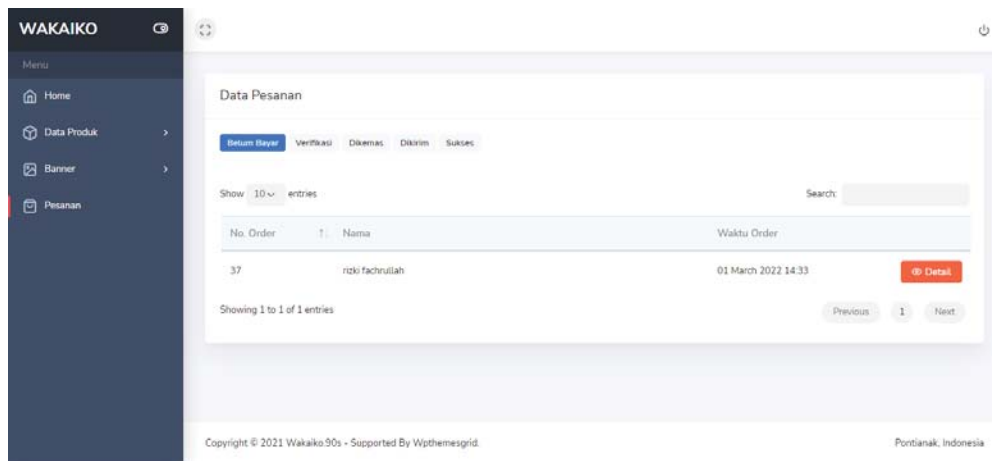 WAKAIKO
Menu
Home
Data Produk
Banner
Pesanan
Data Pesanan
Belum Bayar Verifikasi Dikemas Dikirim Sukses
Show 10 entries Search:
No. Order Nama Waktu Order
37 rizki fachrullah 01 March 2022 14:33 Detail
Showing 1 to 1 of 1 entries Previous 1 Next
Copyright © 2021 Wakaiko.90s - Supported By Wpthemesgrid. Pontianak, Indonesia